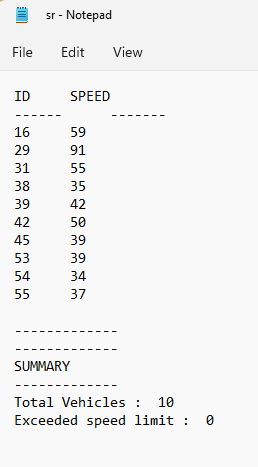 sr - Notepad
File Edit View
ID SPEED
------ -------
16 59
29 91
31 55
38 35
39 42
42 50
45 39
53 39
54 34
55 37
-------------
-------------
SUMMARY
-------------
Total Vehicles :  10
Exceeded speed limit :  0